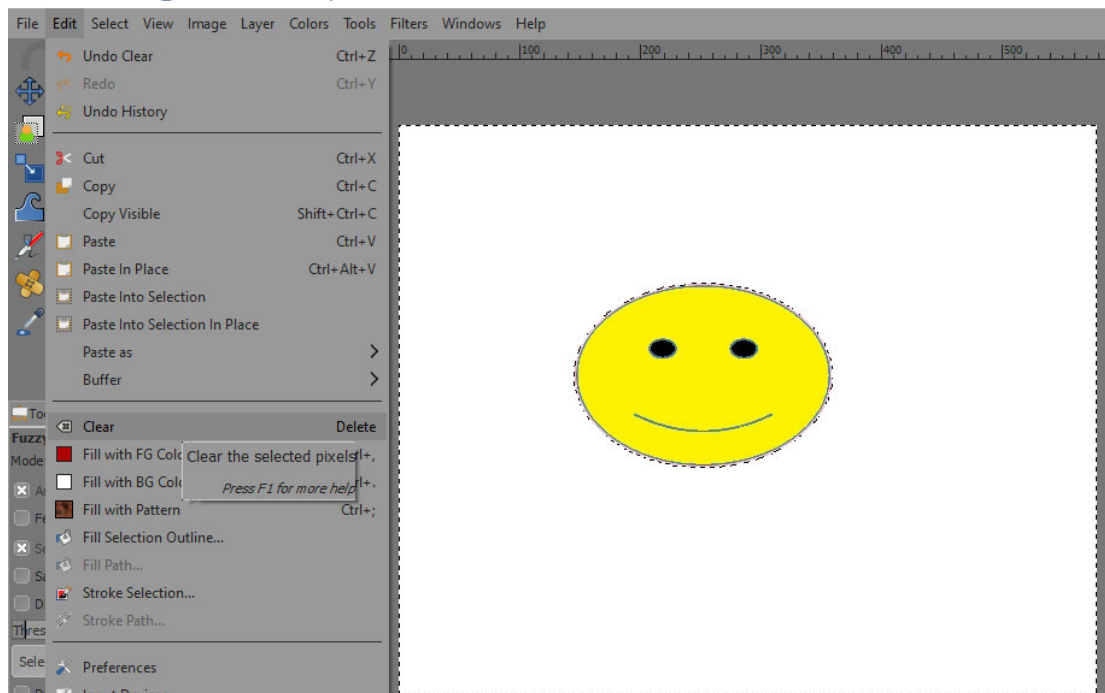 File Edit Select View Image Layer Colors Tools Filters Windows Help
Undo Clear Ctrl+Z
Redo Ctrl+Y
Undo History
0 100 200 300 400 500
Cut Ctrl+X
Copy Ctrl+C
Copy Visible Shift+Ctrl+C
Paste Ctrl+V
Paste In Place Ctrl+Alt+V
Paste Into Selection
Paste Into Selection In Place
Paste as
Buffer
Clear Delete
Fuzzy
Fill with FG
Clear the selected pixels
Mode
Fill with BG
Press F1 for more help
Fill with Pattern Ctrl+;
Fill Selection Outline...
Fill Path...
Stroke Selection...
Stroke Path...
Preferences